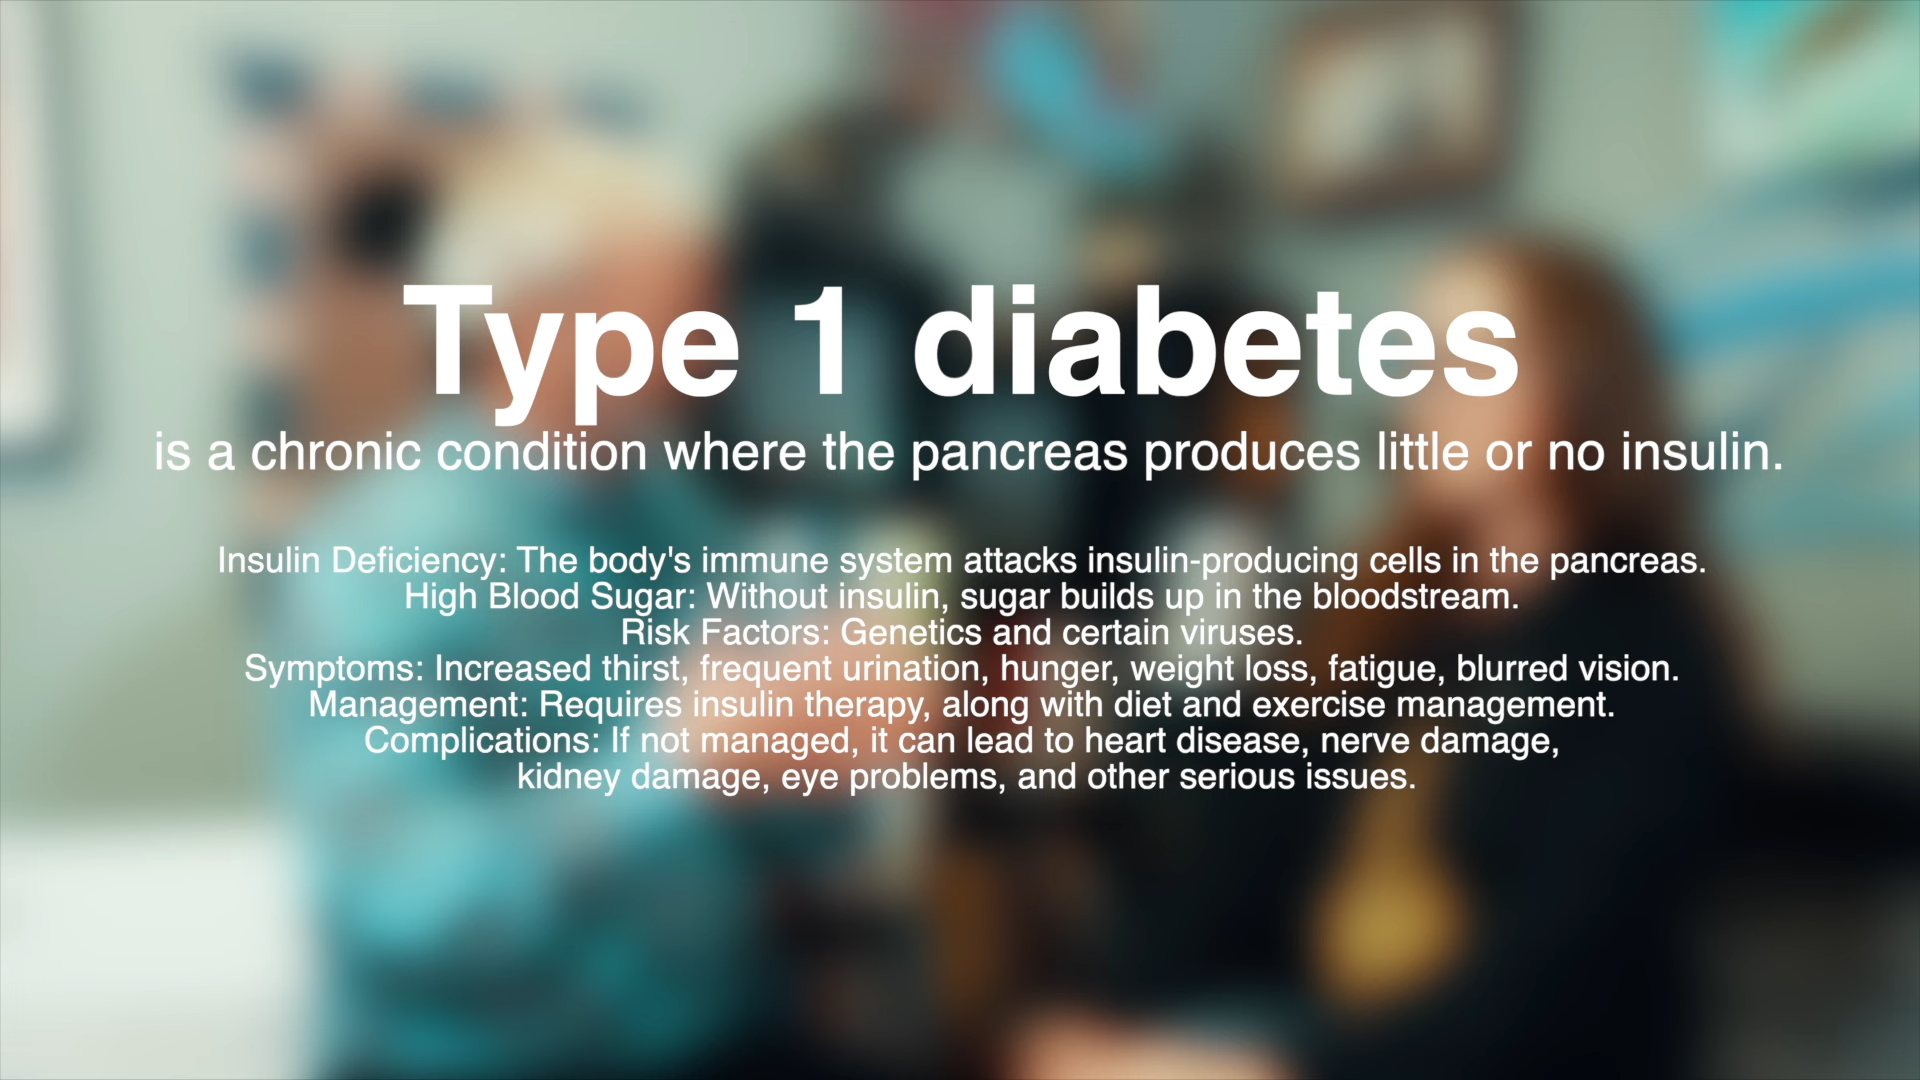 Type 1 diabetes
is a chronic condition where the pancreas produces little or no insulin.
Insulin Deficiency: The body's immune system attacks insulin-producing cells in the pancreas.
High Blood Sugar: Without insulin, sugar builds up in the bloodstream.
Risk Factors: Genetics and certain viruses.
Symptoms: Increased thirst, frequent urination, hunger, weight loss, fatigue, blurred vision.
Management: Requires insulin therapy, along with diet and exercise management.
Complications: If not managed, it can lead to heart disease, nerve damage,
kidney damage, eye problems, and other serious issues.